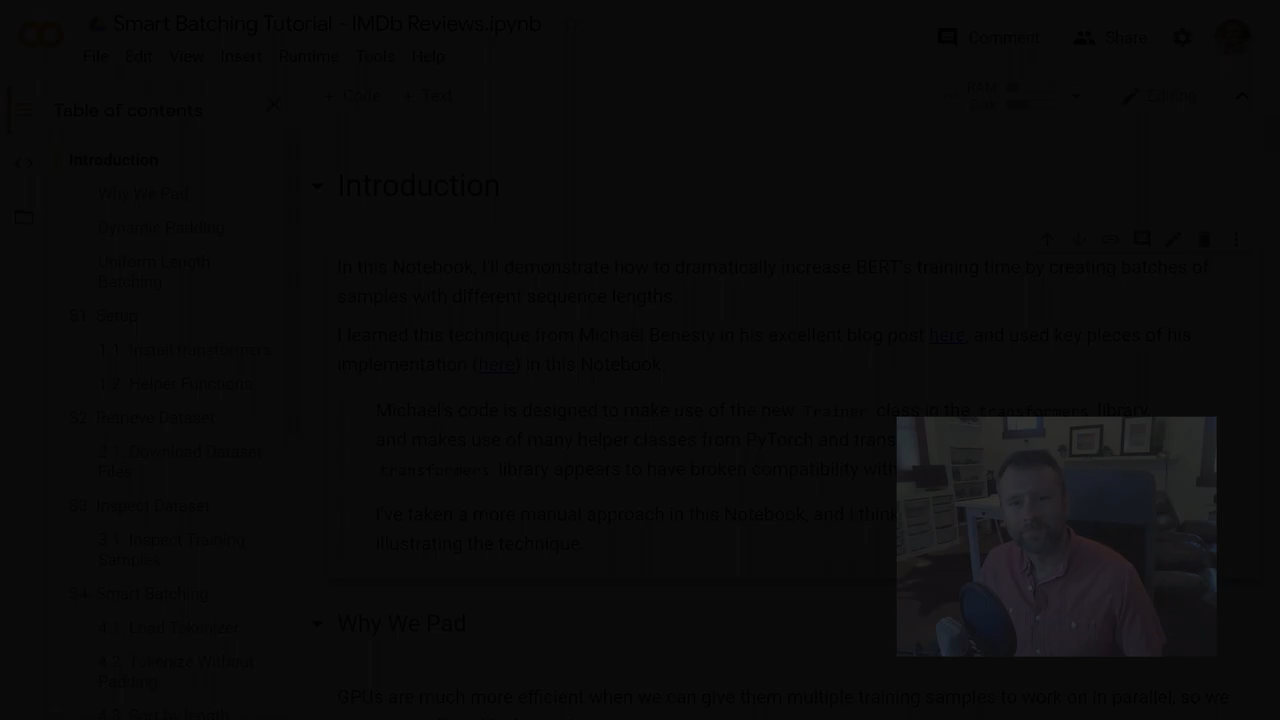 Smart Batching Tutorial - IMDb Reviews.ipynb
File Edit View Insert Runtime Tools Help
Comment Share
+ Code + Text
RAM
Disk
Editing
Table of contents
Introduction
Why We Pad
Dynamic Padding
Uniform Length
Batching
S1. Setup
1.1. Install transformers
1.2. Helper Functions
S2. Retrieve Dataset
2.1. Download Dataset
Files
S3. Inspect Dataset
3.1. Inspect Training
Samples
S4. Smart Batching
4.1. Load Tokenizer
4.2. Tokenize Without
Padding
4.3. Sort by length
Introduction
In this Notebook, I'll demonstrate how to dramatically increase BERT's training time by creating batches of
samples with different sequence lengths.
I learned this technique from Michaël Benesty in his excellent blog post here, and used key pieces of his
implementation (here) in this Notebook.
Michaël's code is designed to make use of the new Trainer class in the transformers library,
and makes use of many helper classes from PyTorch and trans
transformers library appears to have broken compatibility with
I've taken a more manual approach in this Notebook, and I think
illustrating the technique.
Why We Pad
GPUs are much more efficient when we can give them multiple training samples to work on in parallel, so we